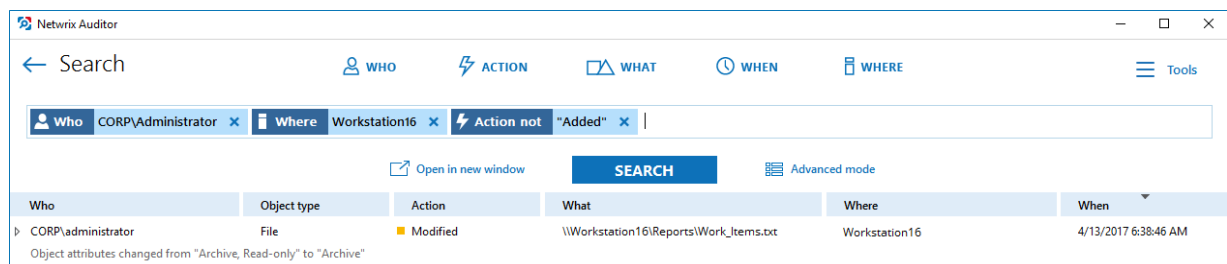 Netwrix Auditor
Search WHO ACTION WHAT WHEN WHERE Tools
Who CORP\Administrator Where Workstation16 Action not "Added"
Open in new window SEARCH Advanced mode
Who Object type Action What Where When
CORP\administrator File Modified \\Workstation16\Reports\Work_Items.txt Workstation16 4/13/2017 6:38:46 AM
Object attributes changed from "Archive, Read-only" to "Archive"